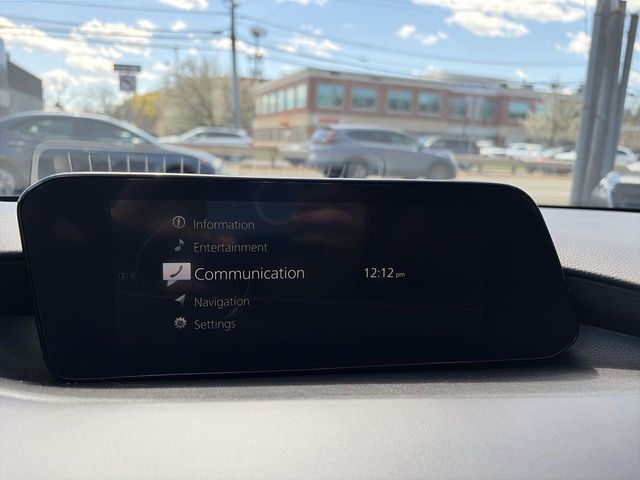 Information
Entertainment
Communication
12:12 pm
Navigation
Settings